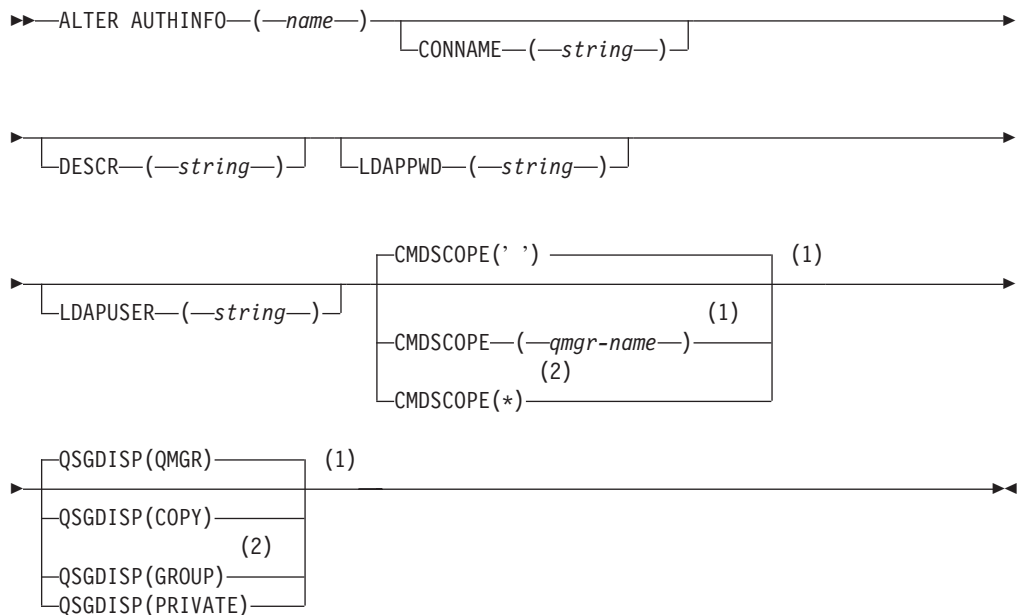 ALTER AUTHINFO ( name )
CONNAME ( string )
DESCR ( string ) LDAPPWD ( string )
CMDSCOPE(' ') (1)
LDAPUSER ( string )
(1)
CMDSCOPE ( qmgr-name )
(2)
CMDSCOPE(*)
QSGDISP(QMGR) (1)
QSGDISP(COPY)
(2)
QSGDISP(GROUP)
QSGDISP(PRIVATE)